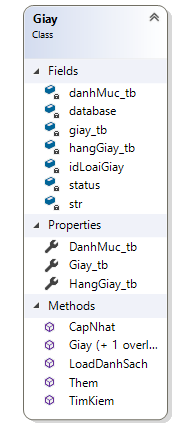 Giay
Class
Fields
danhMuc_tb
database
giay_tb
hangGiay_tb
idLoaiGiay
status
str
Properties
DanhMuc_tb
Giay_tb
HangGiay_tb
Methods
CapNhat
Giay (+ 1 overl...
LoadDanhSach
Them
TimKiem